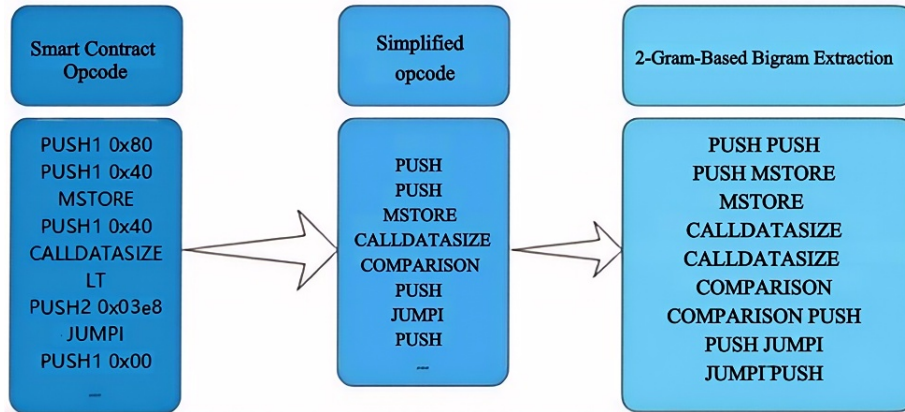 Smart Contract
Opcode
PUSH1 0x80
PUSH1 0x40
MSTORE
PUSH1 0x40
CALLDATASIZE
LT
PUSH2 0x03e8
JUMPI
PUSH1 0x00
Simplified
opcode
PUSH
PUSH
MSTORE
CALLDATASIZE
COMPARISON
PUSH
JUMPI
PUSH
2-Gram-Based Bigram Extraction
PUSH PUSH
PUSH MSTORE
MSTORE
CALLDATASIZE
CALLDATASIZE
COMPARISON
COMPARISON PUSH
PUSH JUMPI
JUMPI PUSH